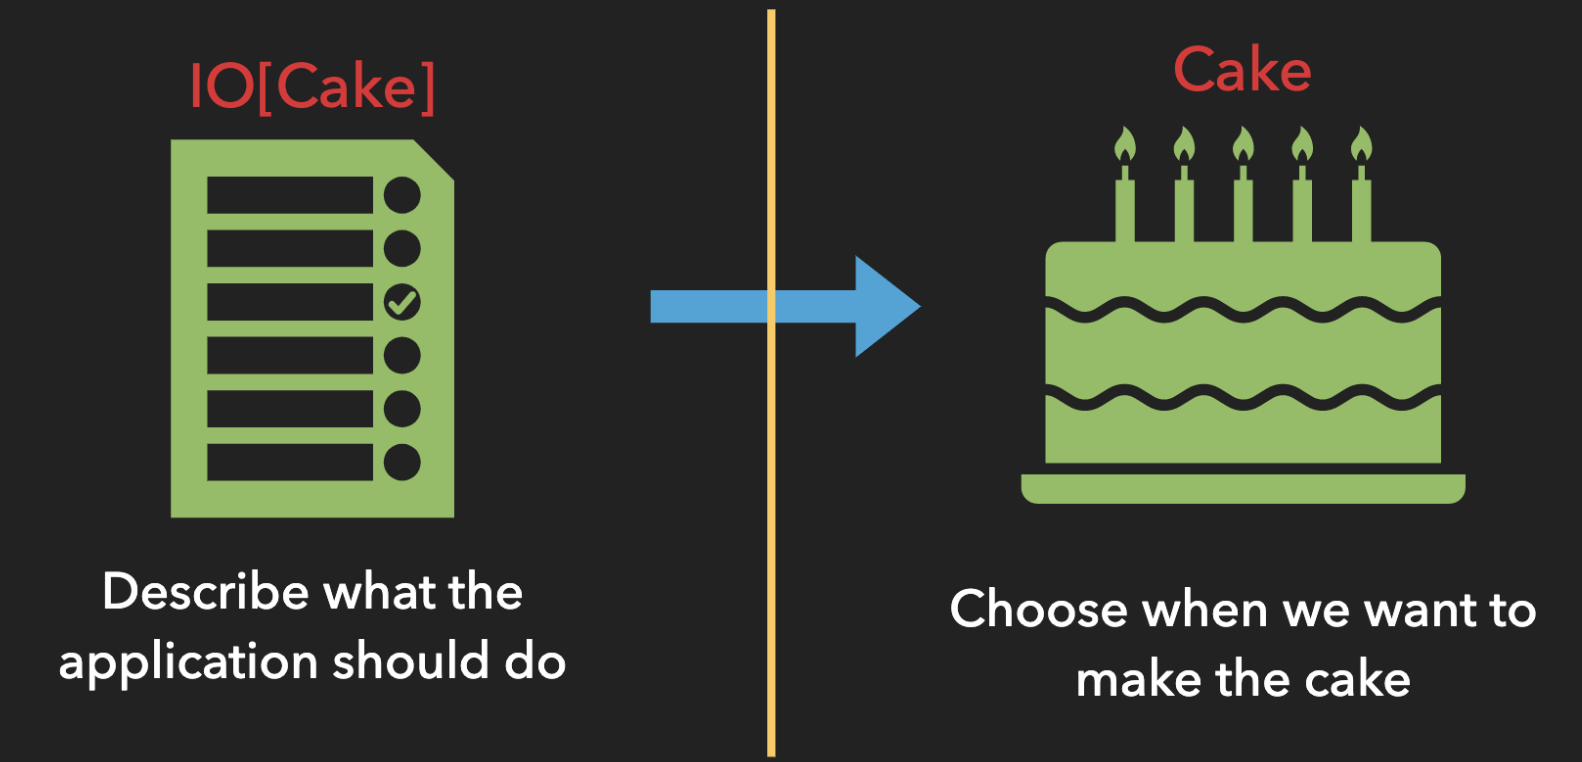 IO[Cake]
Describe what the
application should do
Cake
Choose when we want to
make the cake